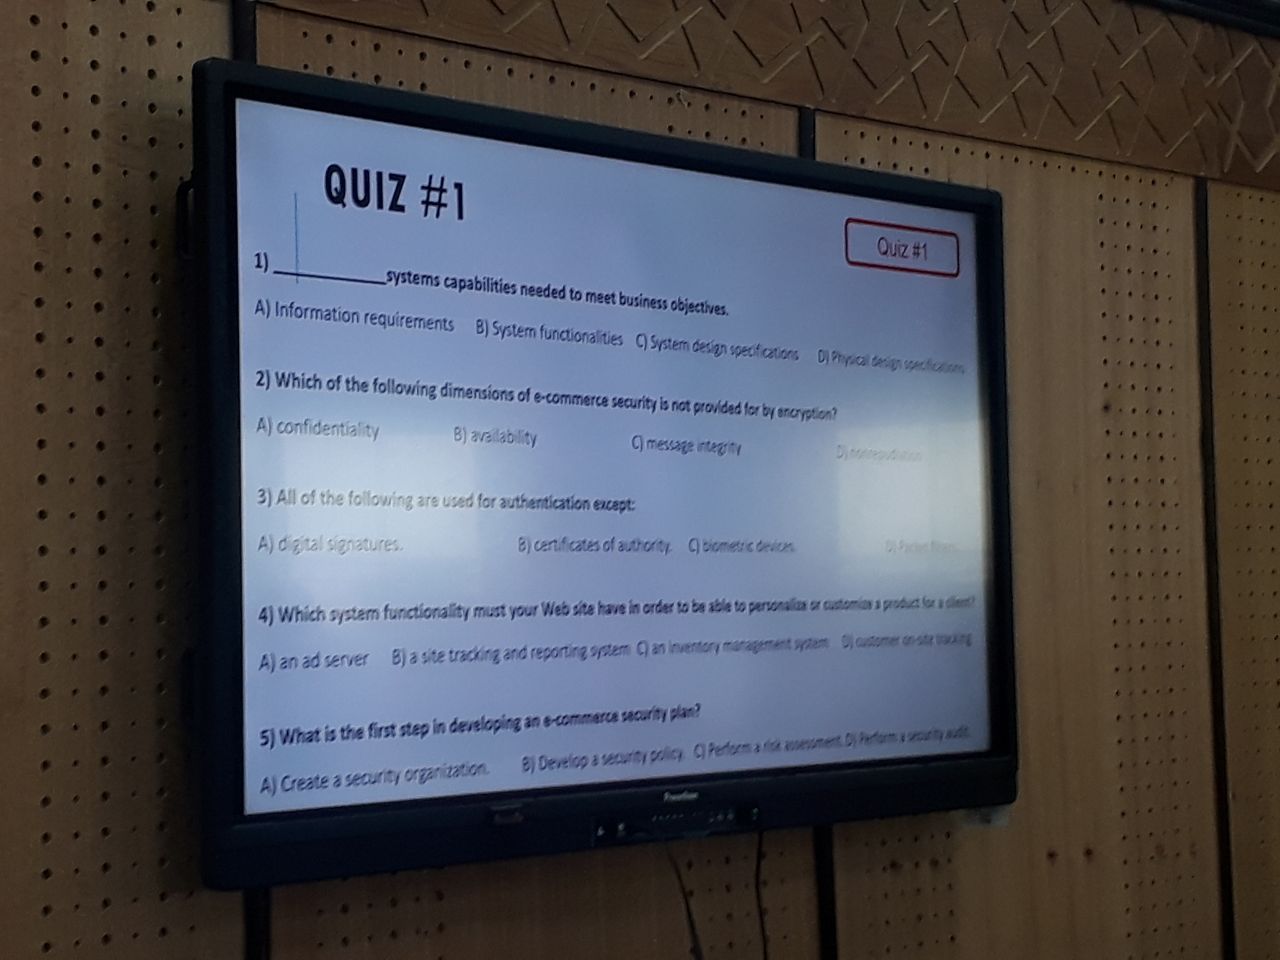 QUIZ #1
Quiz #1
1) __________ systems capabilities needed to meet business objectives.
A) Information requirements B) System functionalities C) System design specifications D) Physical design specifications
2) Which of the following dimensions of e-commerce security is not provided for by encryption?
A) confidentiality B) availability C) message integrity D) nonrepudiation
3) All of the following are used for authentication except:
A) digital signatures. B) certificates of authority. C) biometric devices. D) Packet filters.
4) Which system functionality must your Web site have in order to be able to personalize or customize a product for a client?
A) an ad server B) a site tracking and reporting system C) an inventory management system D) customer on-site tracking
5) What is the first step in developing an e-commerce security plan?
A) Create a security organization. B) Develop a security policy. C) Perform a risk assessment. D) Perform a security audit.